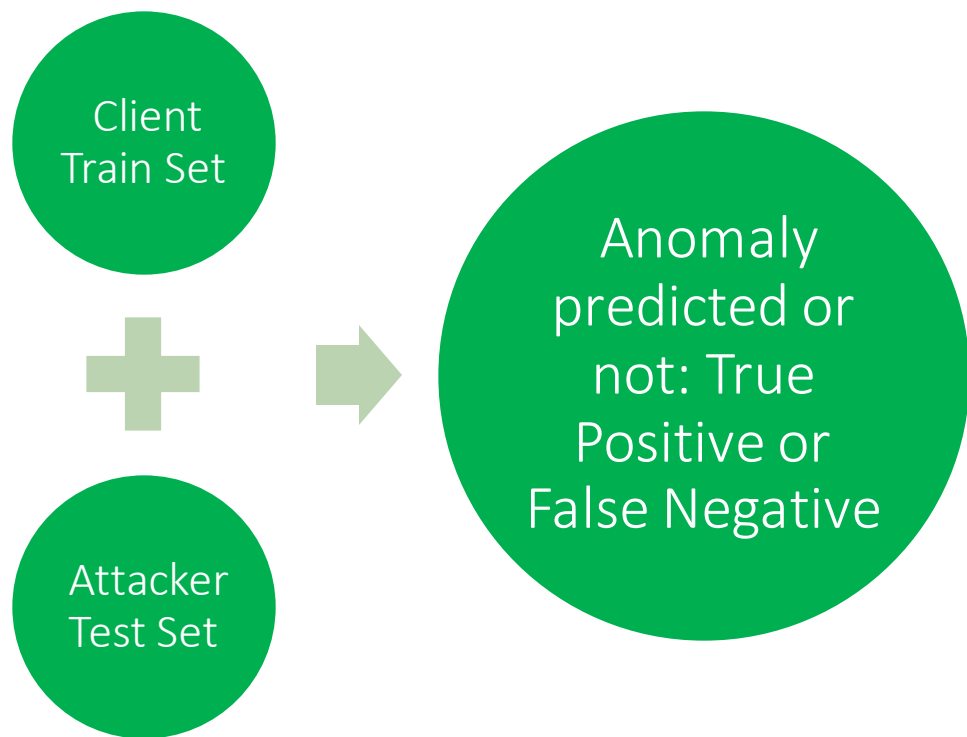 Client
Train Set
Attacker
Test Set
Anomaly
predicted or
not: True
Positive or
False Negative